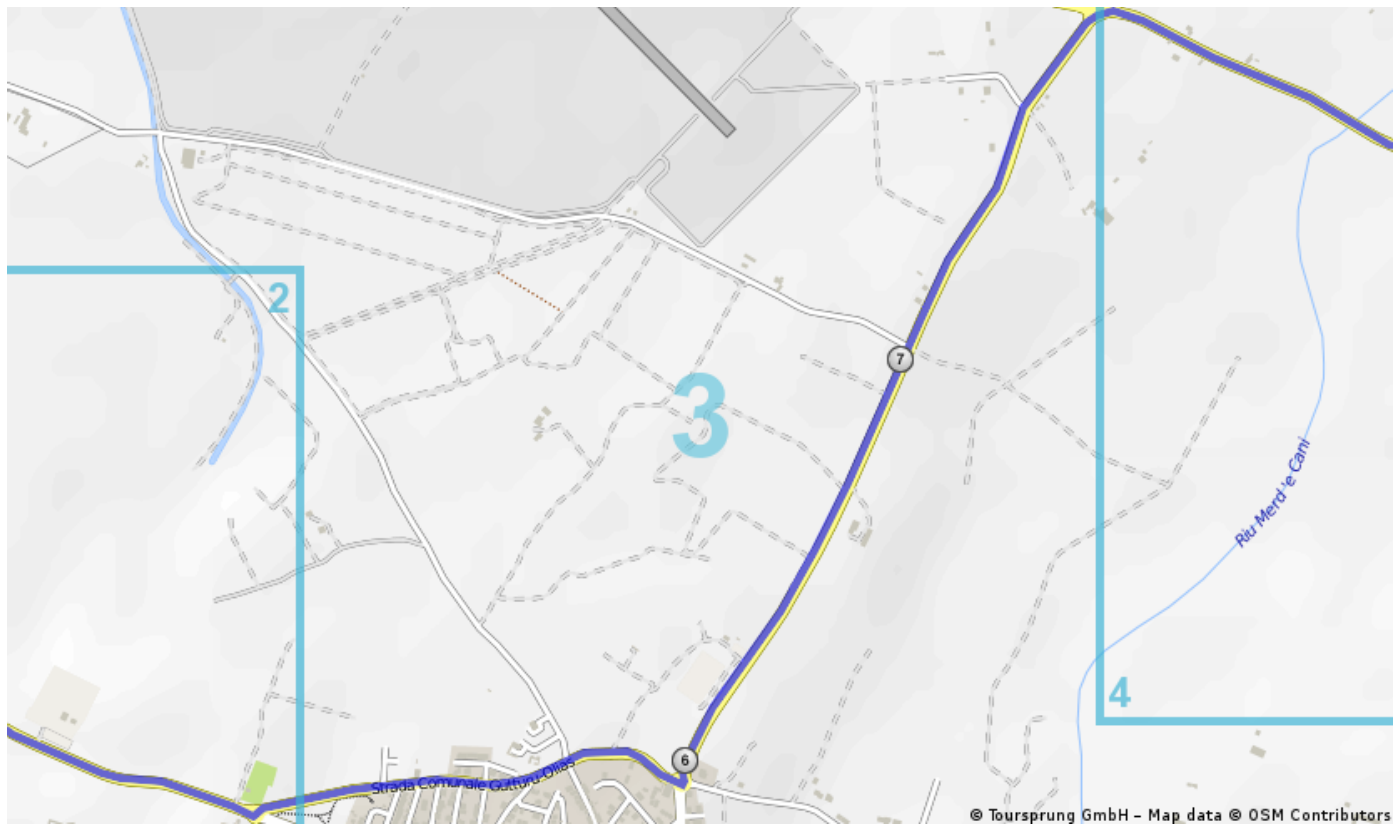 2
7
3
Riu Merd 'e Cani
4
6
Strada Comunale Gutturu Olias
© Toursprung GmbH – Map data © OSM Contributors